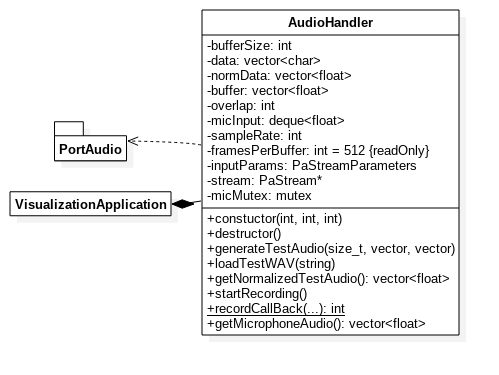 AudioHandler
-bufferSize: int
-data: vector<char>
-normData: vector<float>
-buffer: vector<float>
-overlap: int
-micInput: deque<float>
-sampleRate: int
-framesPerBuffer: int = 512 {readOnly}
-inputParams: PaStreamParameters
-stream: PaStream*
-micMutex: mutex
+constuctor(int, int, int)
+destructor()
+generateTestAudio(size_t, vector, vector)
+loadTestWAV(string)
+getNormalizedTestAudio(): vector<float>
+startRecording()
+recordCallBack(...): int
+getMicrophoneAudio(): vector<float>
PortAudio
VisualizationApplication